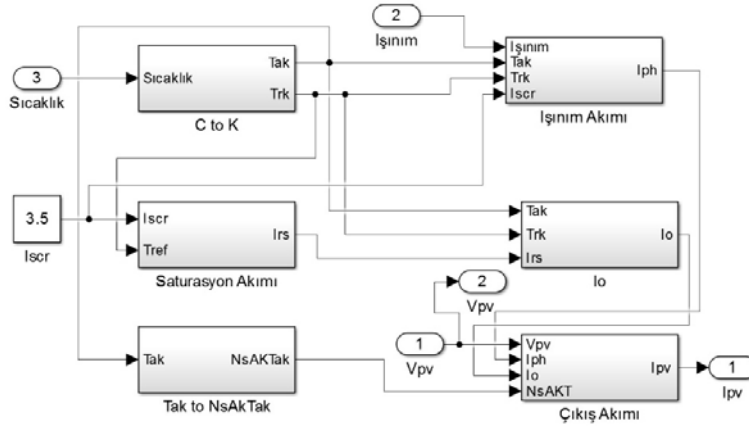 2
Işınım
3
Sıcaklık
Sıcaklık
Tak
Trk
C to K
Işınım
Tak
Trk
Iscr
Iph
Işınım Akımı
3.5
Iscr
Iscr
Tref
Irs
Saturasyon Akımı
Tak
Trk
Irs
Io
Io
2
Vpv
1
Vpv
Tak
NsAKTak
Tak to NsAkTak
Vpv
Iph
Io
NsAKT
Ipv
Çıkış Akımı
1
Ipv